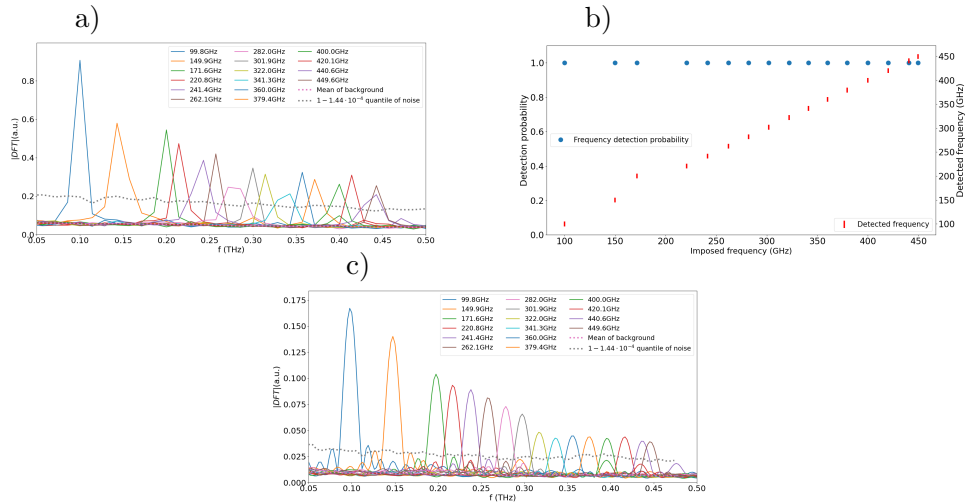 a)
99.8GHz 282.0GHz 400.0GHz
149.9GHz 301.9GHz 420.1GHz
171.6GHz 322.0GHz 440.6GHz
220.8GHz 341.3GHz 449.6GHz
241.4GHz 360.0GHz Mean of background
262.1GHz 379.4GHz 1 − 1.44 · 10⁻⁴ quantile of noise
|DFT|(a.u.)
0.8
0.6
0.4
0.2
0.0
0.05 0.10 0.15 0.20 0.25 0.30 0.35 0.40 0.45 0.50
f (THz)
b)
Detection probability
1.0
0.8
0.6
0.4
0.2
0.0
Frequency detection probability
Detected frequency
450
400
350
300
250
200
150
100
Detected frequency (GHz)
100 150 200 250 300 350 400 450
Imposed frequency (GHz)
c)
99.8GHz 282.0GHz 400.0GHz
149.9GHz 301.9GHz 420.1GHz
171.6GHz 322.0GHz 440.6GHz
220.8GHz 341.3GHz 449.6GHz
241.4GHz 360.0GHz Mean of background
262.1GHz 379.4GHz 1 − 1.44 · 10⁻⁴ quantile of noise
|DFT|(a.u.)
0.175
0.150
0.125
0.100
0.075
0.050
0.025
0.000
0.05 0.10 0.15 0.20 0.25 0.30 0.35 0.40 0.45 0.50
f (THz)